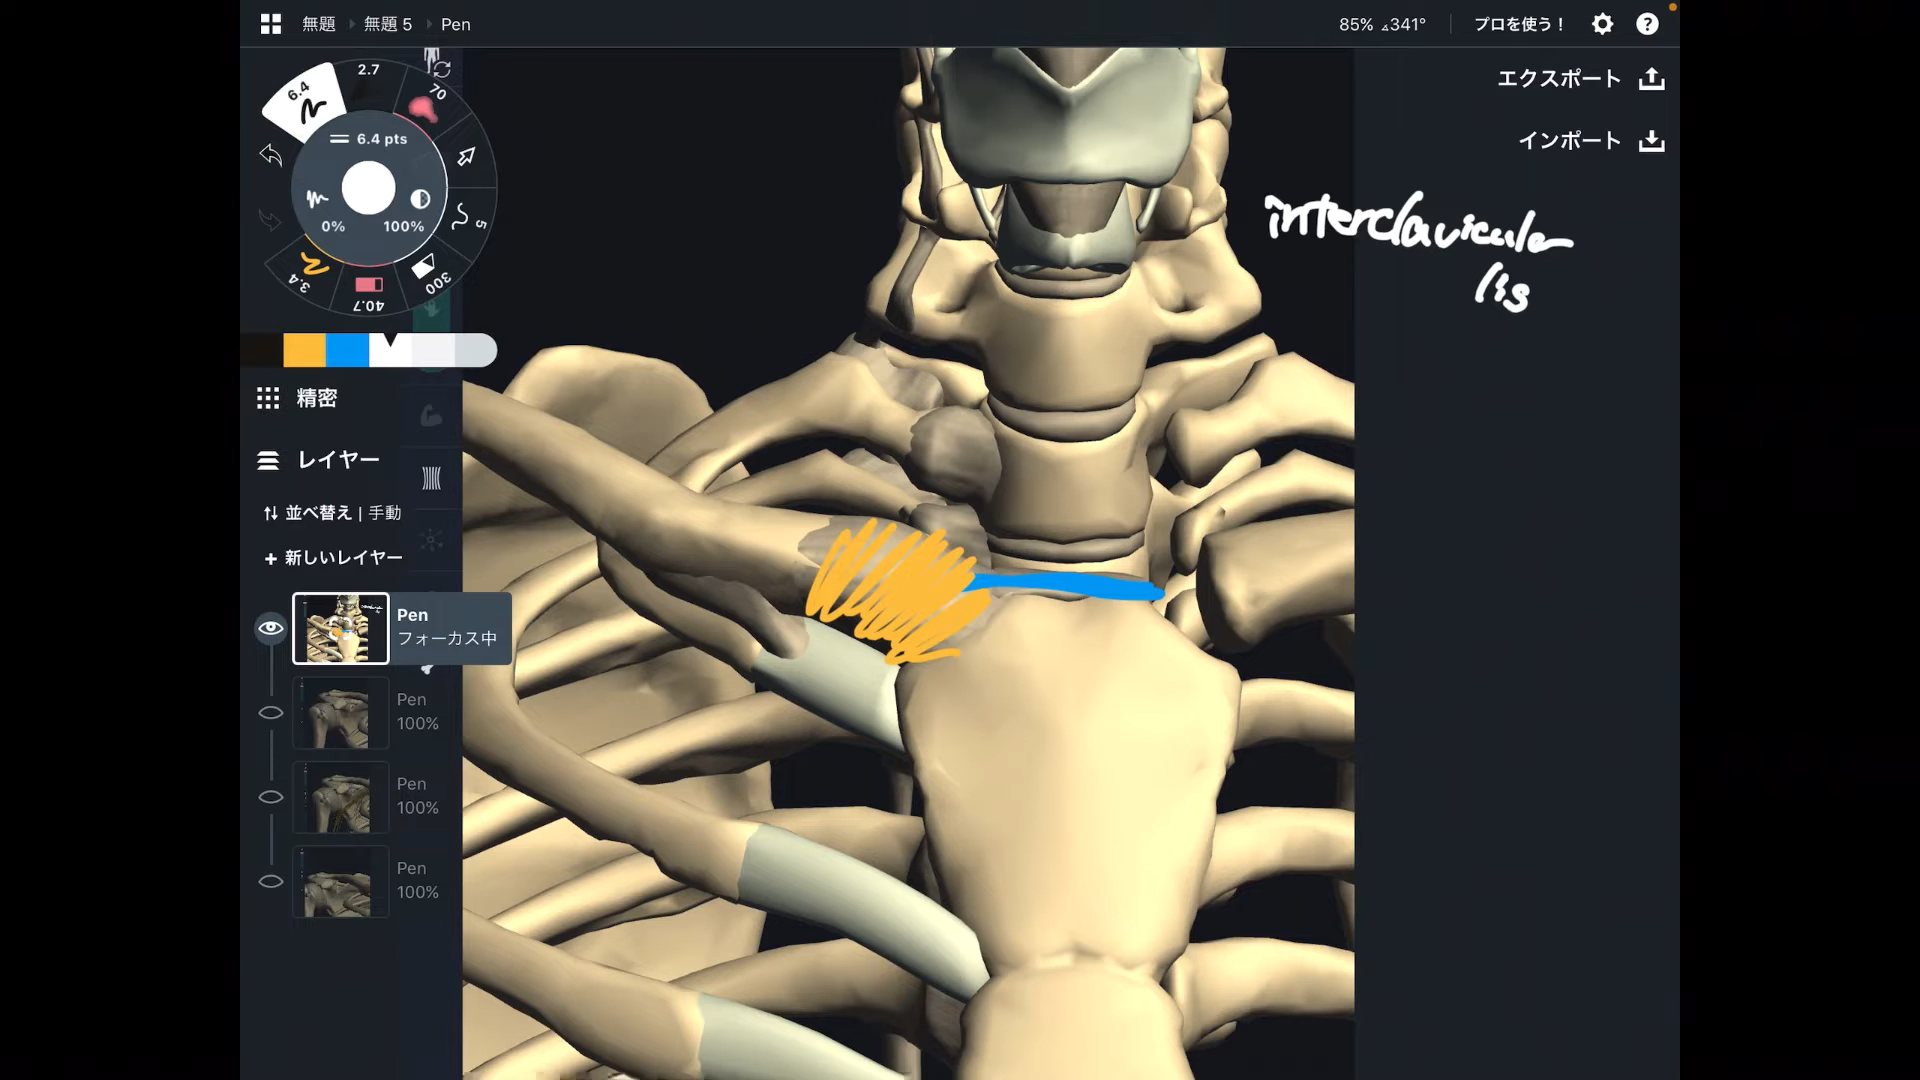 無題 無題 5 Pen
85% ⊿341°
プロを使う！
?
エクスポート
インポート
6.4
2.7
70
5
300
40.7
3.4
6.4 pts
0% 100%
interclavicular
lig
精密
レイヤー
並べ替え | 手動
+ 新しいレイヤー
Pen
フォーカス中
Pen
100%
Pen
100%
Pen
100%